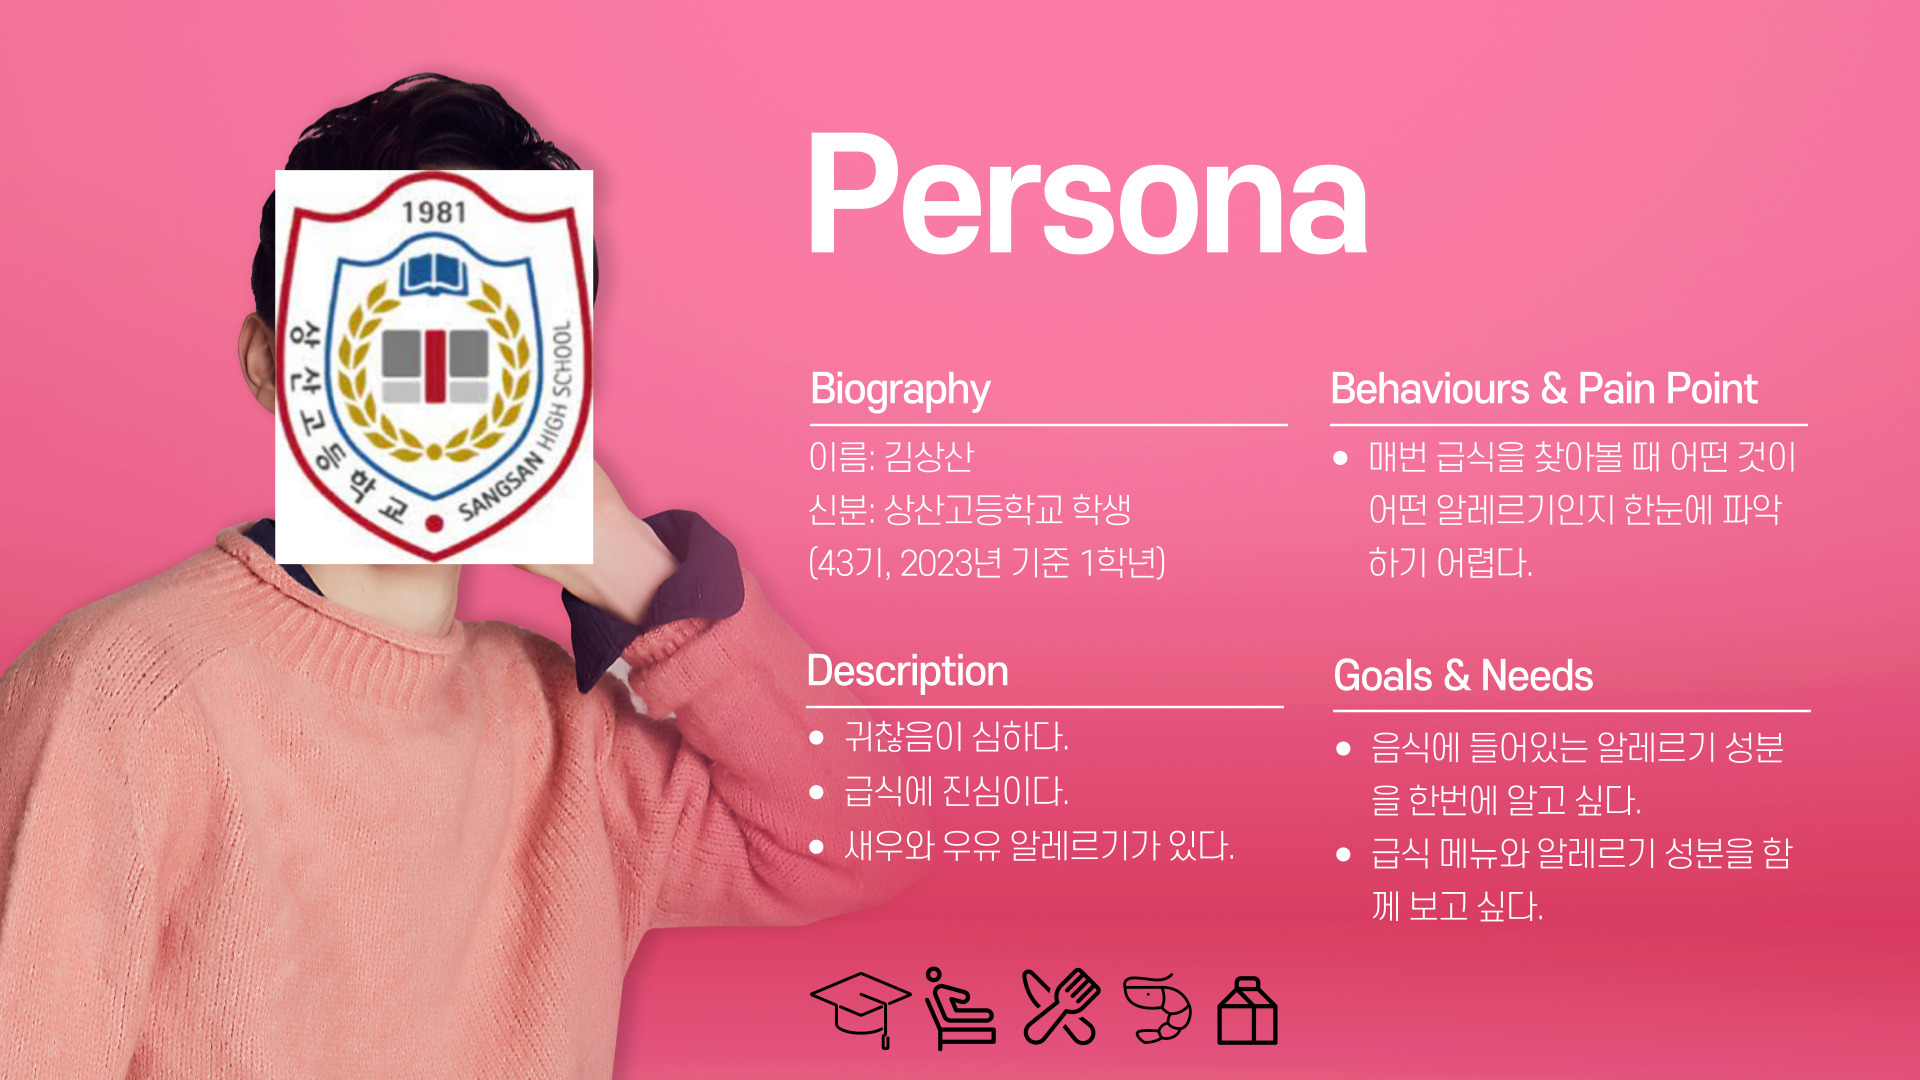 1981
상산고등학교
SANGSAN HIGH SCHOOL
Persona
Biography
이름: 김상산
신분: 상산고등학교 학생
(43기, 2023년 기준 1학년)
Behaviours & Pain Point
• 매번 급식을 찾아볼 때 어떤 것이
어떤 알레르기인지 한눈에 파악
하기 어렵다.
Description
• 귀찮음이 심하다.
• 급식에 진심이다.
• 새우와 우유 알레르기가 있다.
Goals & Needs
• 음식에 들어있는 알레르기 성분
을 한번에 알고 싶다.
• 급식 메뉴와 알레르기 성분을 함
께 보고 싶다.